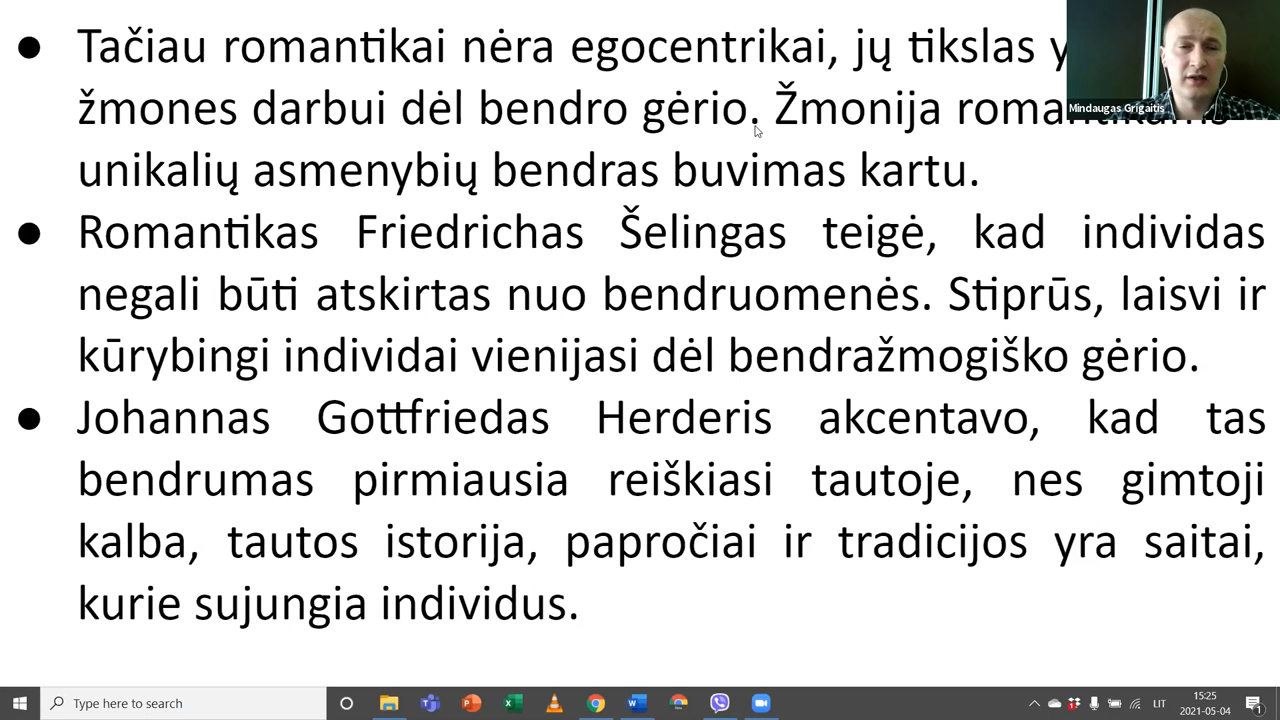 ● Tačiau romantikai nėra egocentrikai, jų tikslas
žmones darbui dėl bendro gėrio. Žmonija
unikalių asmenybių bendras buvimas kartu.
● Romantikas Friedrichas Šelingas teigė, kad individas
negali būti atskirtas nuo bendruomenės. Stiprūs, laisvi ir
kūrybingi individai vienijasi dėl bendražmogiško gėrio.
● Johannas Gottfriedas Herderis akcentavo, kad tas
bendrumas pirmiausia reiškiasi tautoje, nes gimtoji
kalba, tautos istorija, papročiai ir tradicijos yra saitai,
kurie sujungia individus.
Mindaugas Grigaitis
Type here to search
LIT
15:25
2021-05-04